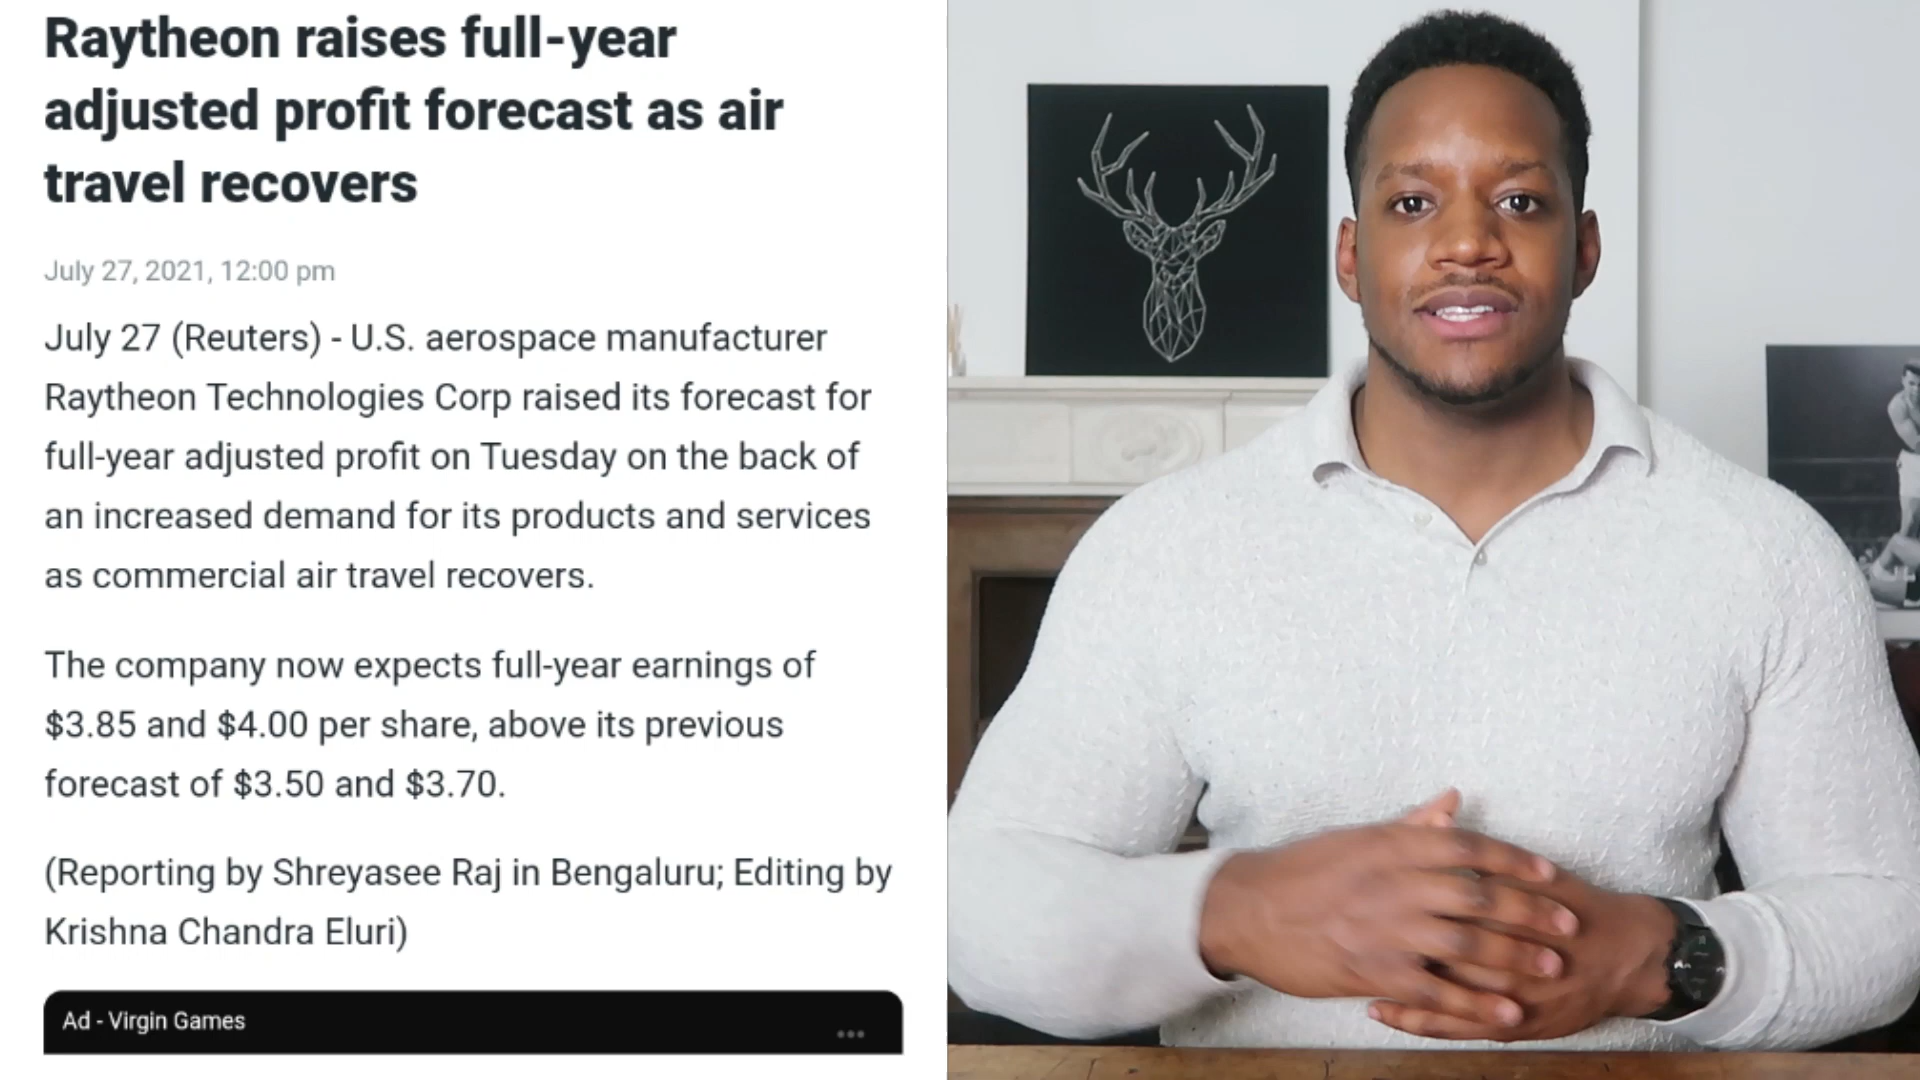 Raytheon raises full-year
adjusted profit forecast as air
travel recovers
July 27, 2021, 12:00 pm
July 27 (Reuters) - U.S. aerospace manufacturer
Raytheon Technologies Corp raised its forecast for
full-year adjusted profit on Tuesday on the back of
an increased demand for its products and services
as commercial air travel recovers.
The company now expects full-year earnings of
$3.85 and $4.00 per share, above its previous
forecast of $3.50 and $3.70.
(Reporting by Shreyasee Raj in Bengaluru; Editing by
Krishna Chandra Eluri)
Ad - Virgin Games